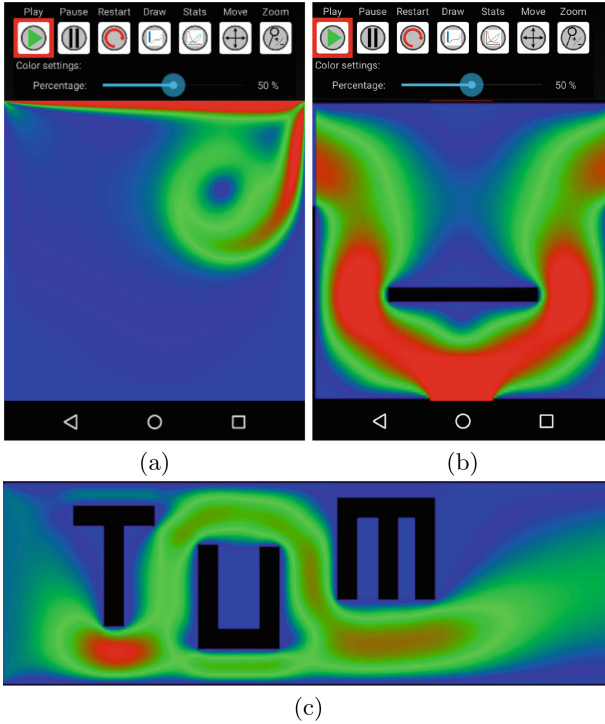 Play Pause Restart Draw Stats Move Zoom
Color settings:
Percentage: 50 %
Play Pause Restart Draw Stats Move Zoom
Color settings:
Percentage: 50 %
(a)
(b)
TUM
(c)